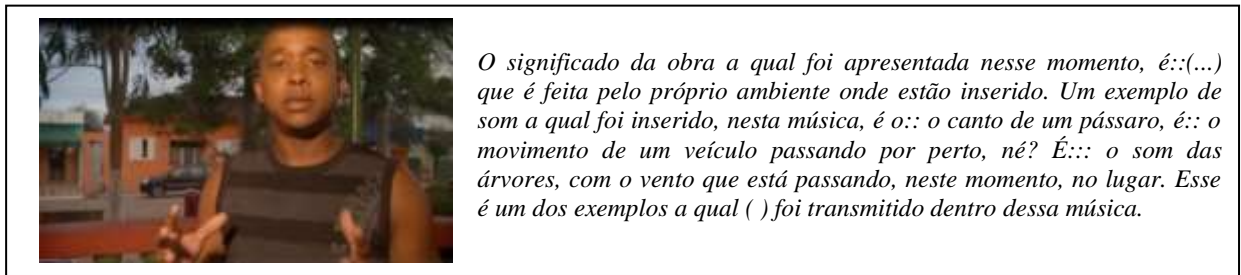 O significado da obra a qual foi apresentada nesse momento, é::(...)
que é feita pelo próprio ambiente onde estão inserido. Um exemplo de
som a qual foi inserido, nesta música, é o:: o canto de um pássaro, é:: o
movimento de um veículo passando por perto, né? É::: o som das
árvores, com o vento que está passando, neste momento, no lugar. Esse
é um dos exemplos a qual ( ) foi transmitido dentro dessa música.